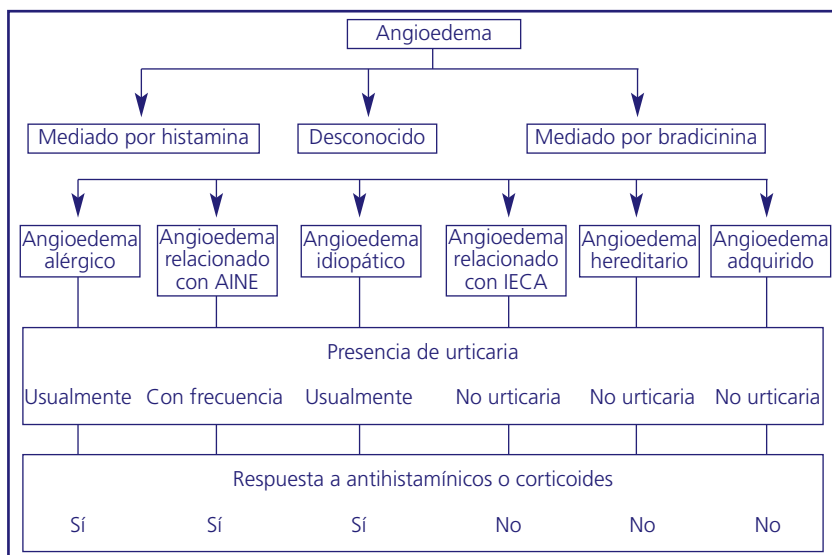 Angioedema
Mediado por histamina
Desconocido
Mediado por bradicinina
Angioedema
alérgico
Angioedema
relacionado
con AINE
Angioedema
idiopático
Angioedema
relacionado
con IECA
Angioedema
hereditario
Angioedema
adquirido
Presencia de urticaria
Usualmente Con frecuencia Usualmente No urticaria No urticaria No urticaria
Respuesta a antihistamínicos o corticoides
Sí Sí Sí No No No